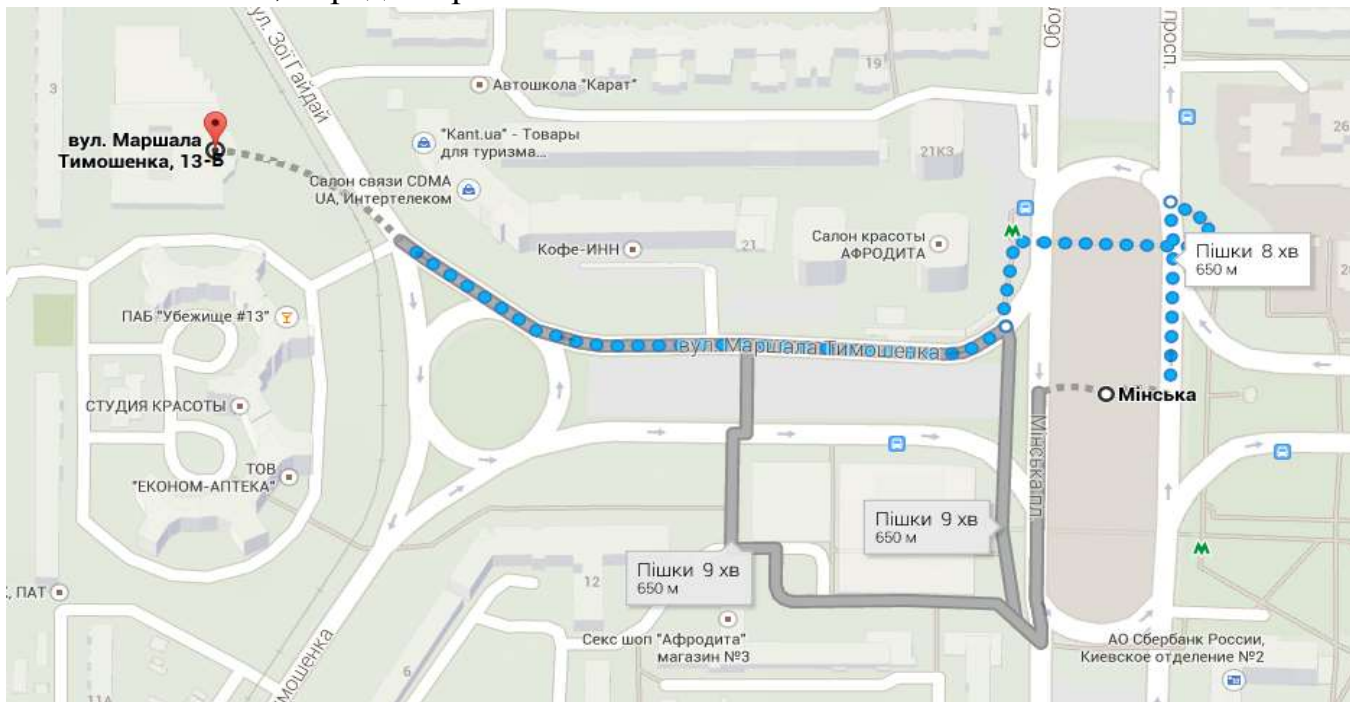 вул. Зої Гайдай
просп.
3
19
Автошкола "Карат"
26
вул. Маршала
Тимошенка, 13-Б
"Kant.ua" - Товары
для туризма...
21К3
Салон связи CDMA
UA, Интертелеком
Кофе-ИНН
21
Салон красоты
АФРОДИТА
Пішки 8 хв
650 м
ПАБ "Убежище #13"
вул. Маршала Тимошенка
Мінська
СТУДИЯ КРАСОТЫ
Мінська пл.
ТОВ
"ЕКОНОМ-АПТЕКА"
Пішки 9 хв
650 м
Пішки 9 хв
650 м
12
, ПАТ
Секс шоп "Афродита"
магазин №3
АО Сбербанк России,
Киевское отделение №2
6
11А